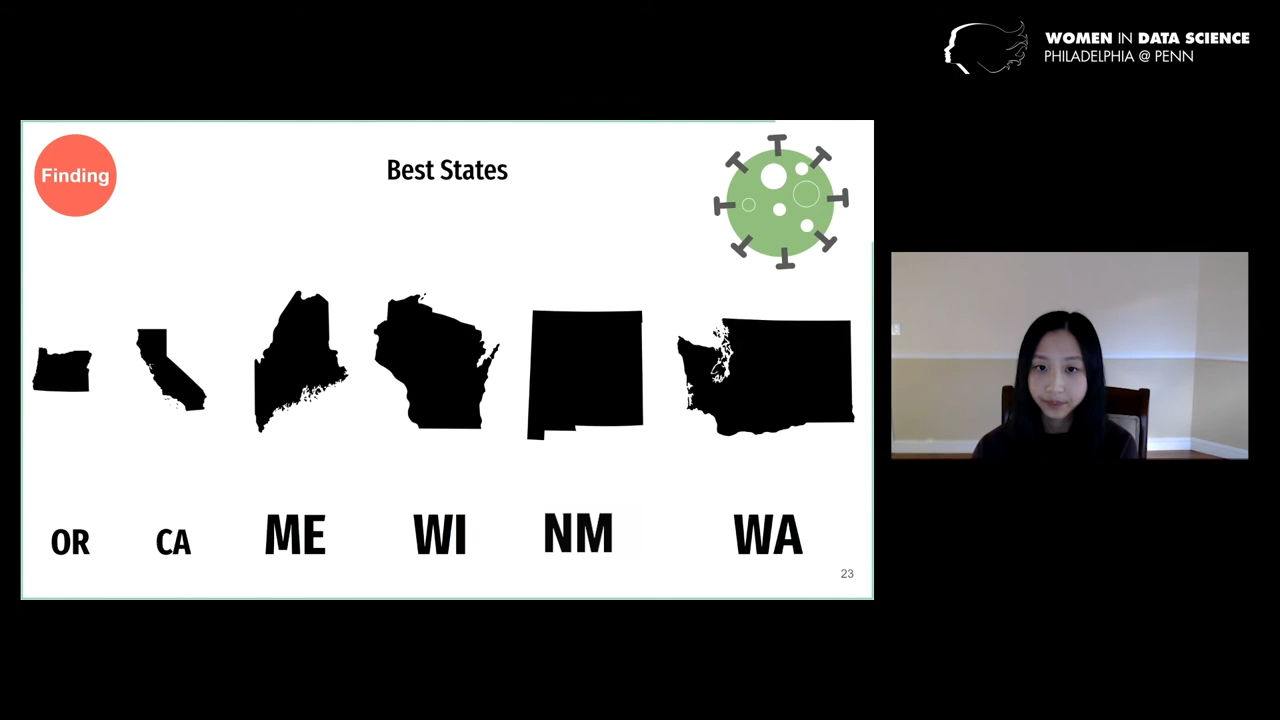 WOMEN IN DATA SCIENCE
PHILADELPHIA @ PENN
Finding
Best States
OR CA ME WI NM WA
23